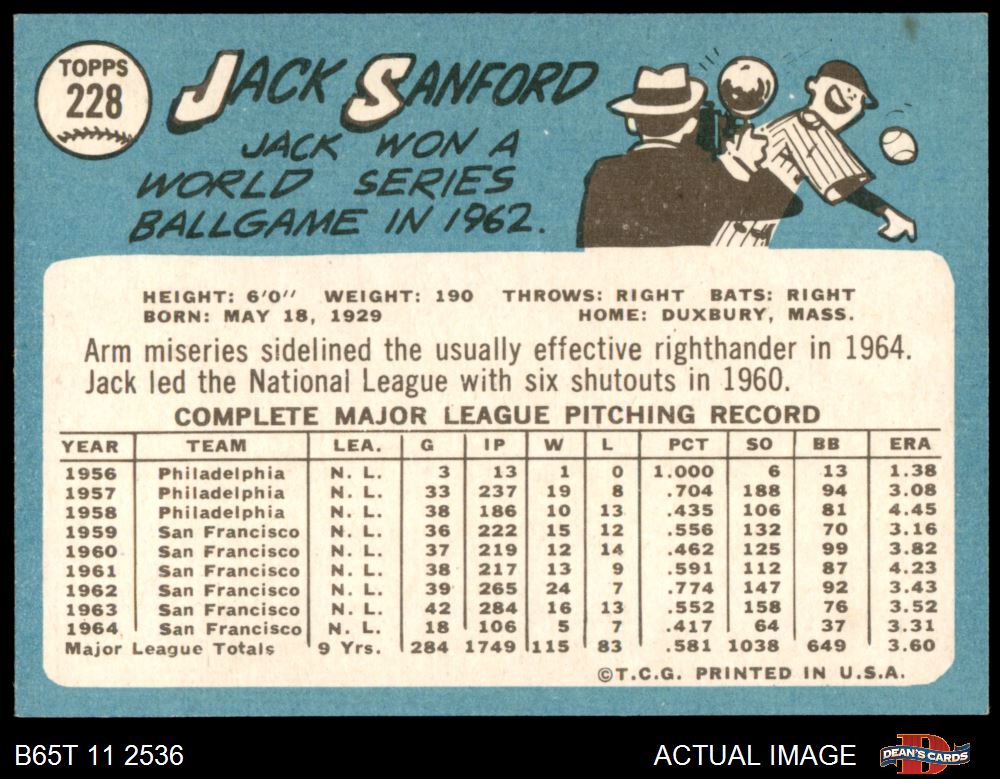 TOPPS
228
JACK SANFORD
JACK WON A
WORLD SERIES
BALLGAME IN 1962.
HEIGHT: 6'0" WEIGHT: 190 THROWS: RIGHT BATS: RIGHT
BORN: MAY 18, 1929 HOME: DUXBURY, MASS.
Arm miseries sidelined the usually effective righthander in 1964.
Jack led the National League with six shutouts in 1960.
COMPLETE MAJOR LEAGUE PITCHING RECORD
YEAR TEAM LEA. G IP W L PCT SO BB ERA
1956 Philadelphia N. L. 3 13 1 0 1.000 6 13 1.38
1957 Philadelphia N. L. 33 237 19 8 .704 188 94 3.08
1958 Philadelphia N. L. 38 186 10 13 .435 106 81 4.45
1959 San Francisco N. L. 36 222 15 12 .556 132 70 3.16
1960 San Francisco N. L. 37 219 12 14 .462 125 99 3.82
1961 San Francisco N. L. 38 217 13 9 .591 112 87 4.23
1962 San Francisco N. L. 39 265 24 7 .774 147 92 3.43
1963 San Francisco N. L. 42 284 16 13 .552 158 76 3.52
1964 San Francisco N. L. 18 106 5 7 .417 64 37 3.31
Major League Totals 9 Yrs. 284 1749 115 83 .581 1038 649 3.60
©T.C.G. PRINTED IN U.S.A.
B65T 11 2536 ACTUAL IMAGE DEAN'S CARDS